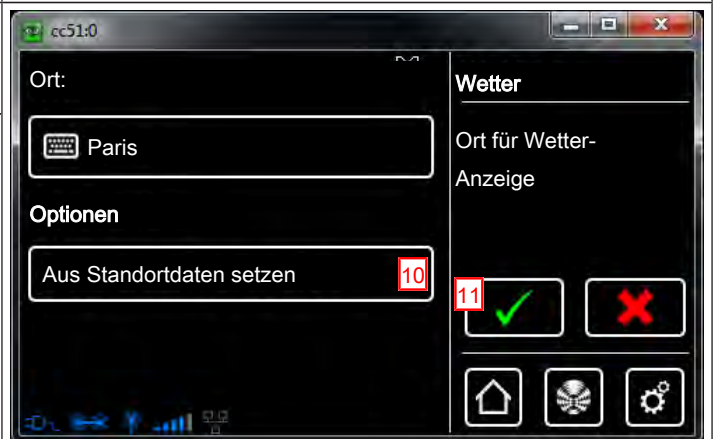 cc51:0
Ort:
Paris
Optionen
Aus Standortdaten setzen
10
Wetter
Ort für Wetter-
Anzeige
11